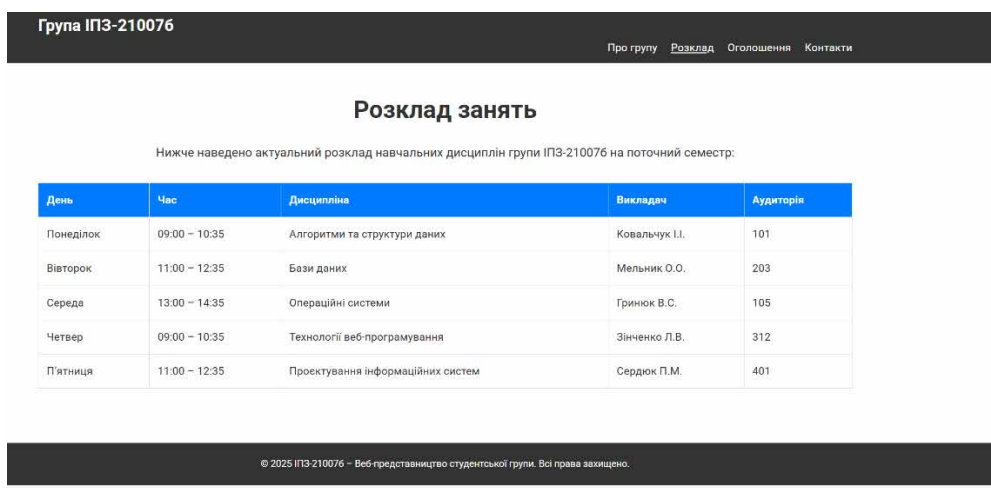 Група ІПЗ-21007б
Про групу Розклад Оголошення Контакти
Розклад занять
Нижче наведено актуальний розклад навчальних дисциплін групи ІПЗ-21007б на поточний семестр:
День Час Дисципліна Викладач Аудиторія
Понеділок 09:00 – 10:35 Алгоритми та структури даних Ковальчук І.І. 101
Вівторок 11:00 – 12:35 Бази даних Мельник О.О. 203
Середа 13:00 – 14:35 Операційні системи Гринюк В.С. 105
Четвер 09:00 – 10:35 Технології веб-програмування Зінченко Л.В. 312
П'ятниця 11:00 – 12:35 Проєктування інформаційних систем Сердюк П.М. 401
© 2025 ІПЗ-21007б – Веб-представництво студентської групи. Всі права захищено.